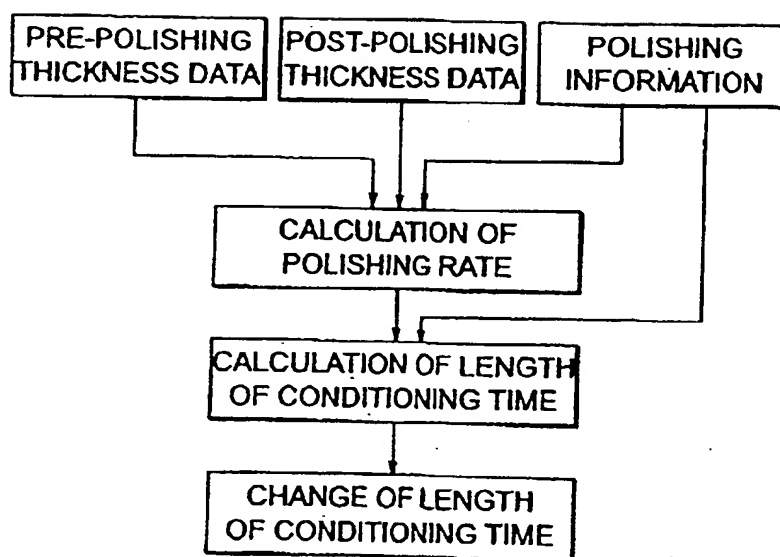 PRE-POLISHING
THICKNESS DATA
POST-POLISHING
THICKNESS DATA
POLISHING
INFORMATION
CALCULATION OF
POLISHING RATE
CALCULATION OF LENGTH
OF CONDITIONING TIME
CHANGE OF LENGTH
OF CONDITIONING TIME